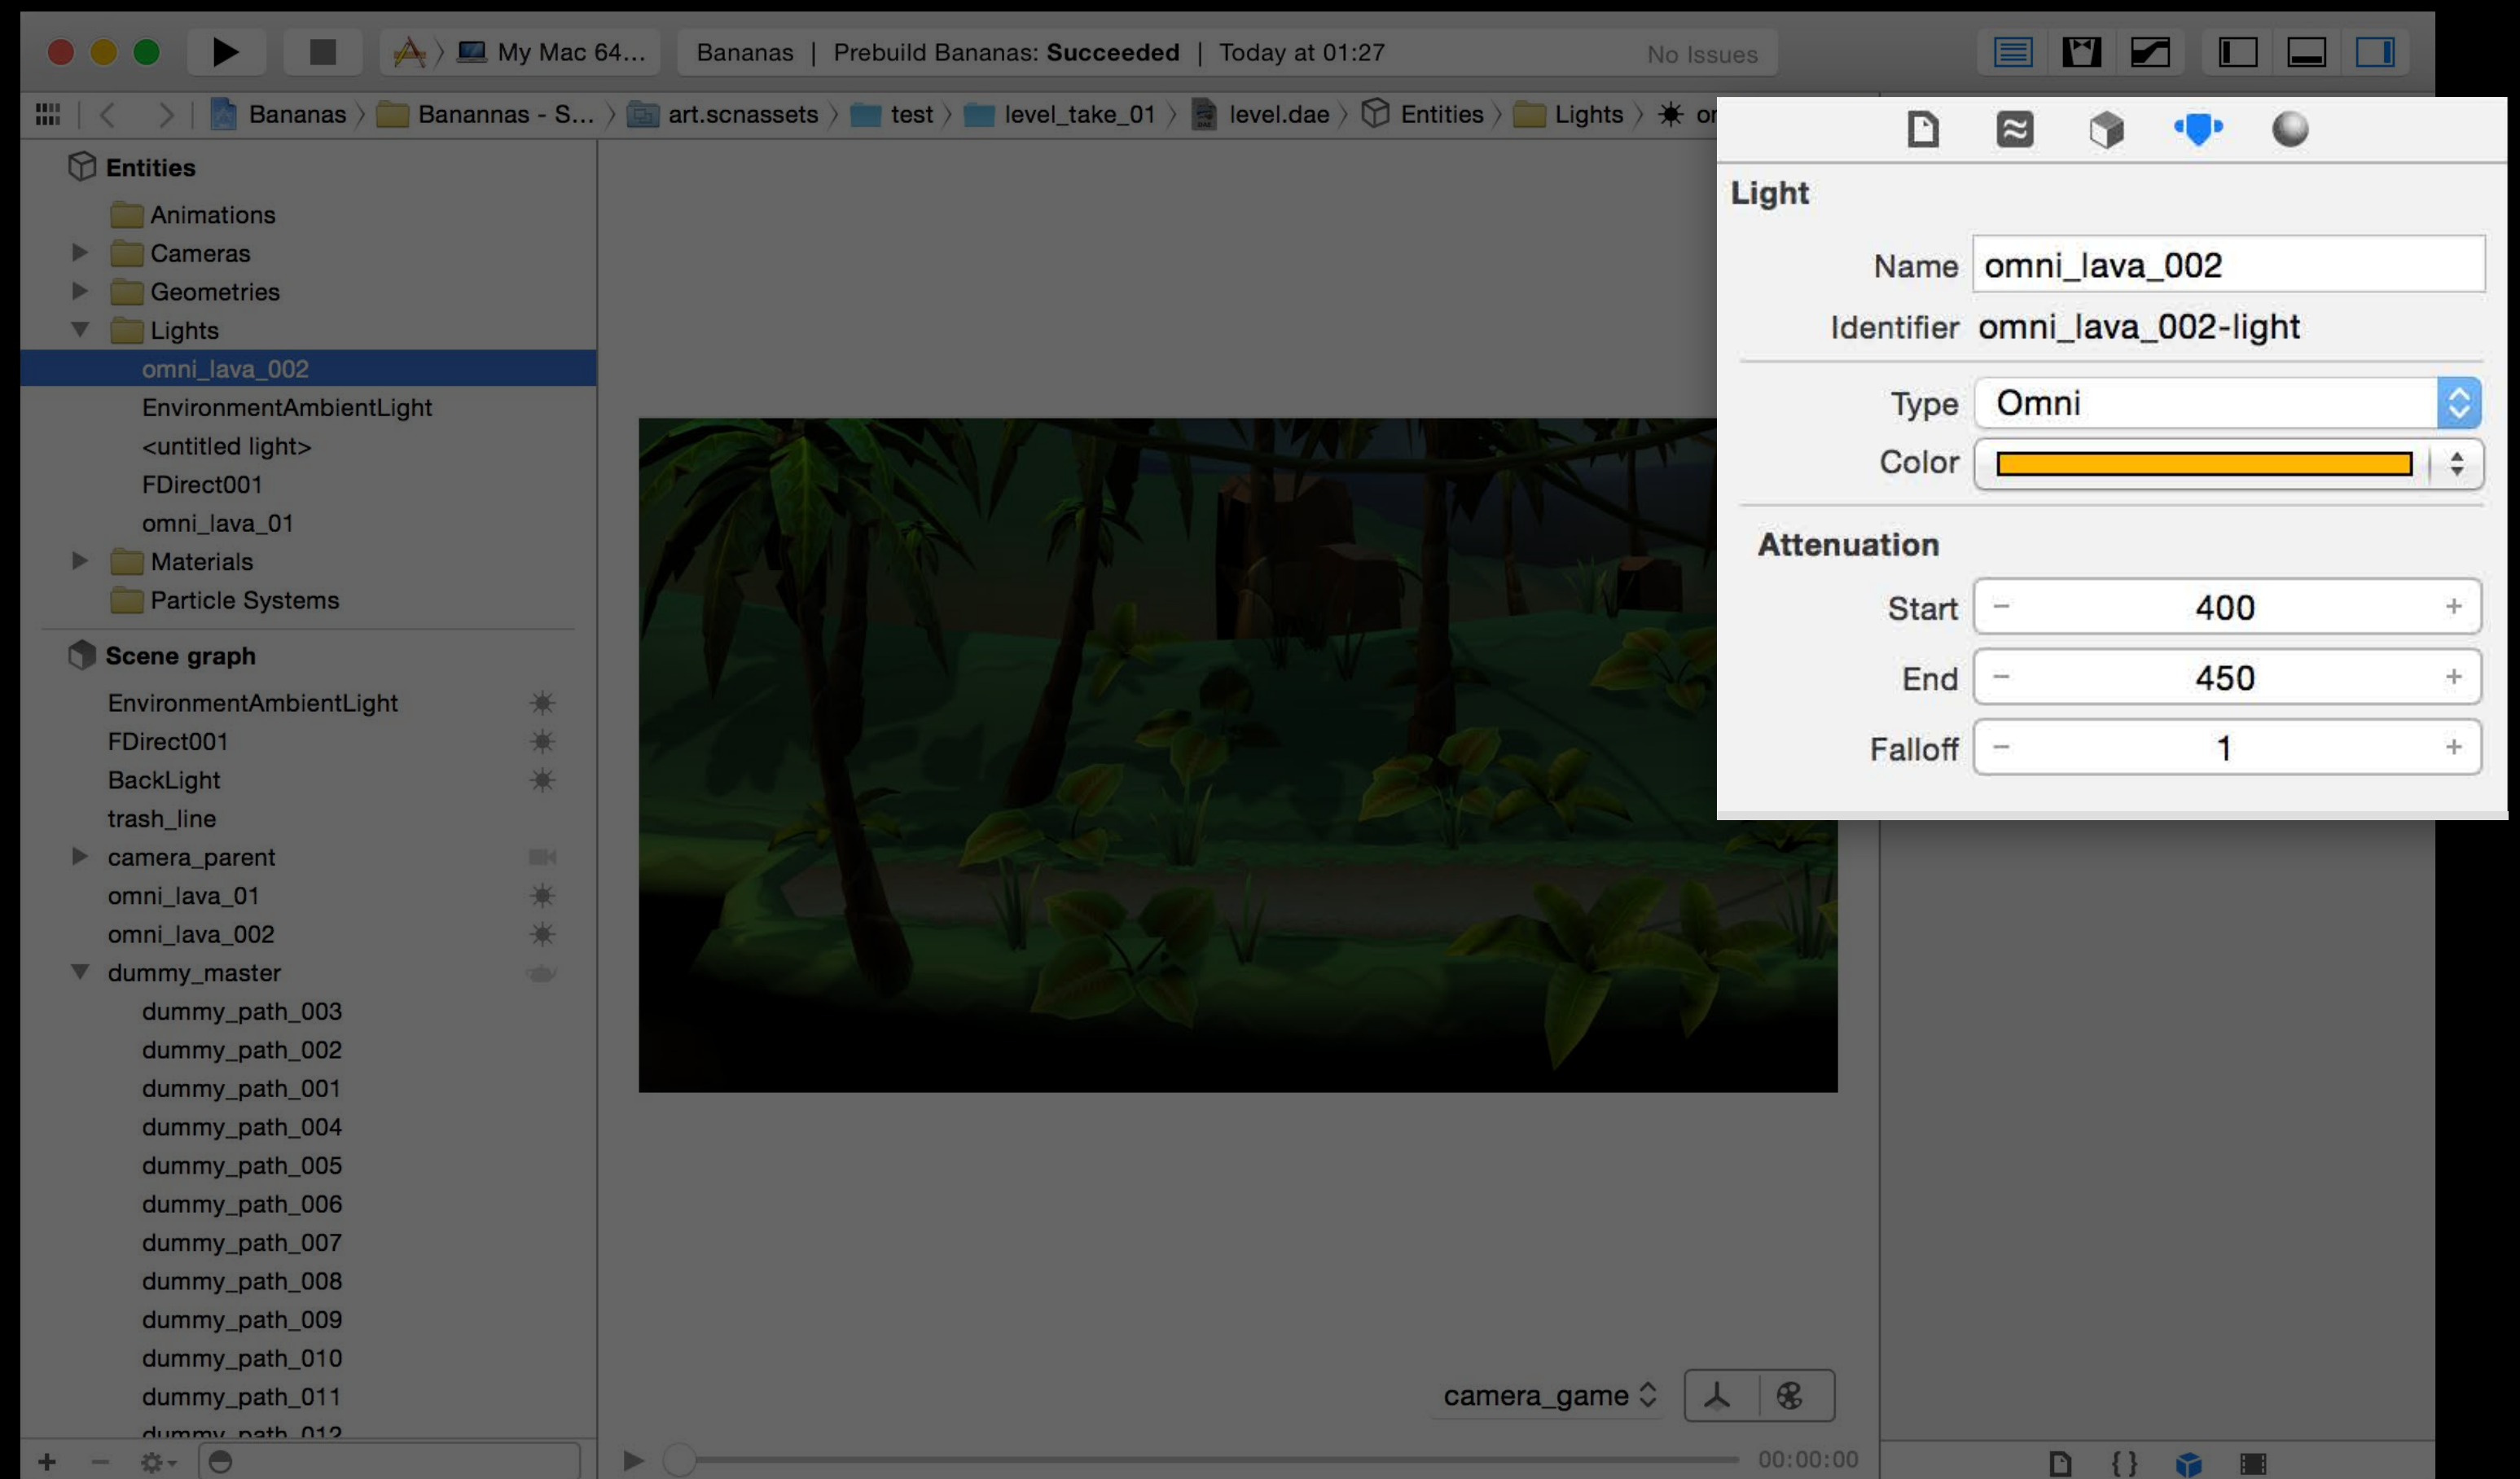 My Mac 64...
Bananas | Prebuild Bananas: Succeeded | Today at 01:27
No Issues
Bananas
Banannas - S...
art.scnassets
test
level_take_01
level.dae
Entities
Lights
Entities
Animations
Cameras
Geometries
Lights
omni_lava_002
EnvironmentAmbientLight
<untitled light>
FDirect001
omni_lava_01
Materials
Particle Systems
Scene graph
EnvironmentAmbientLight
FDirect001
BackLight
trash_line
camera_parent
omni_lava_01
omni_lava_002
dummy_master
dummy_path_003
dummy_path_002
dummy_path_001
dummy_path_004
dummy_path_005
dummy_path_006
dummy_path_007
dummy_path_008
dummy_path_009
dummy_path_010
dummy_path_011
dummy_path_012
camera_game
00:00:00
Light
Name omni_lava_002
Identifier omni_lava_002-light
Type Omni
Color
Attenuation
Start - 400 +
End - 450 +
Falloff - 1 +